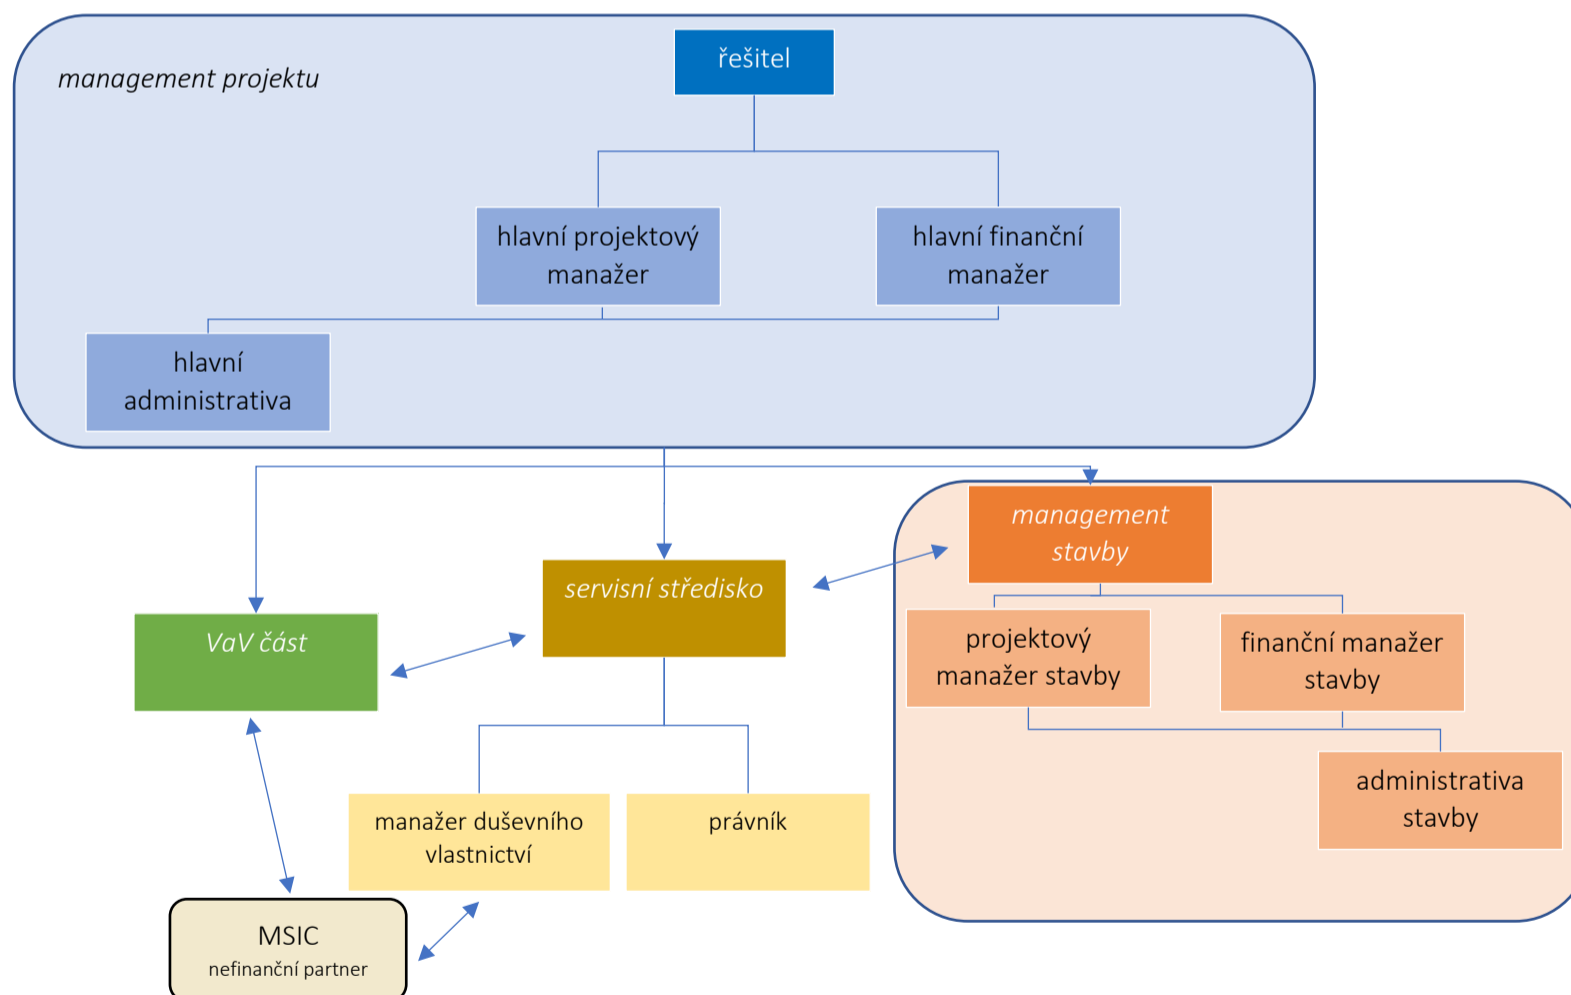 řešitel
management projektu
hlavní projektový
manažer
hlavní finanční
manažer
hlavní
administrativa
management
stavby
servisní středisko
VaV část
projektový
manažer stavby
finanční manažer
stavby
administrativa
stavby
manažer duševního
vlastnictví
právník
MSIC
nefinanční partner